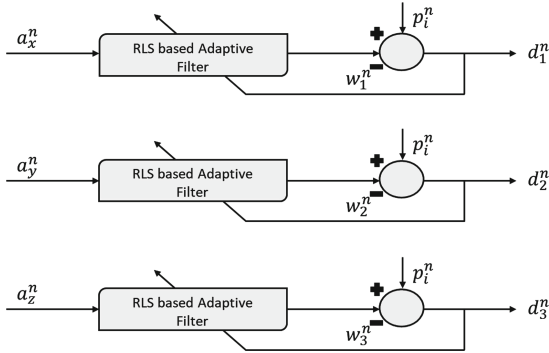 p_i^n
a_x^n
RLS based Adaptive
Filter
+
−
w_1^n
d_1^n
p_i^n
a_y^n
RLS based Adaptive
Filter
+
−
w_2^n
d_2^n
p_i^n
a_z^n
RLS based Adaptive
Filter
+
−
w_3^n
d_3^n